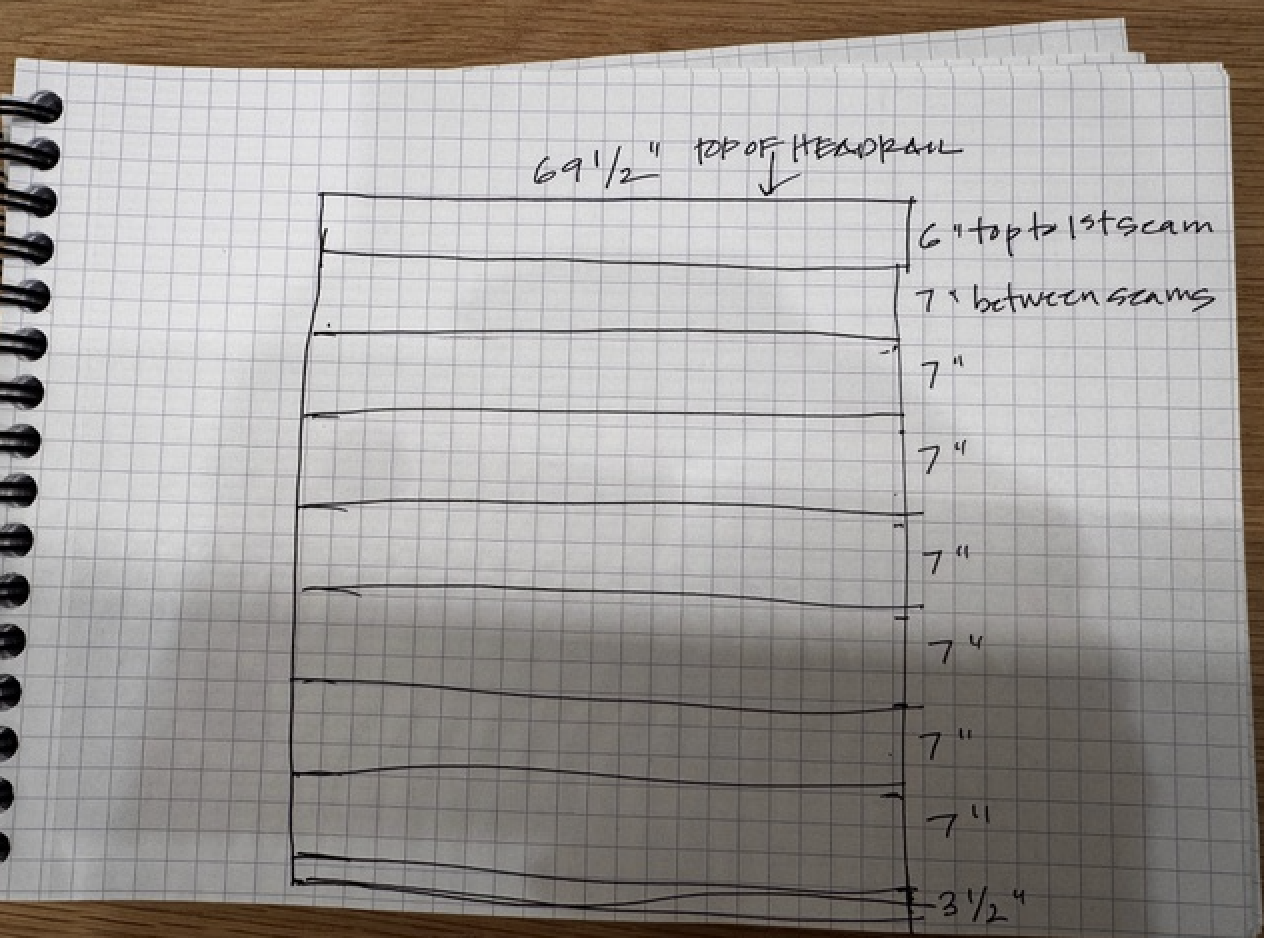 69 1/2" TOP OF HEADRAIL
6" top to 1st seam
7" between seams
7"
7"
7"
7"
7"
7"
3 1/2"